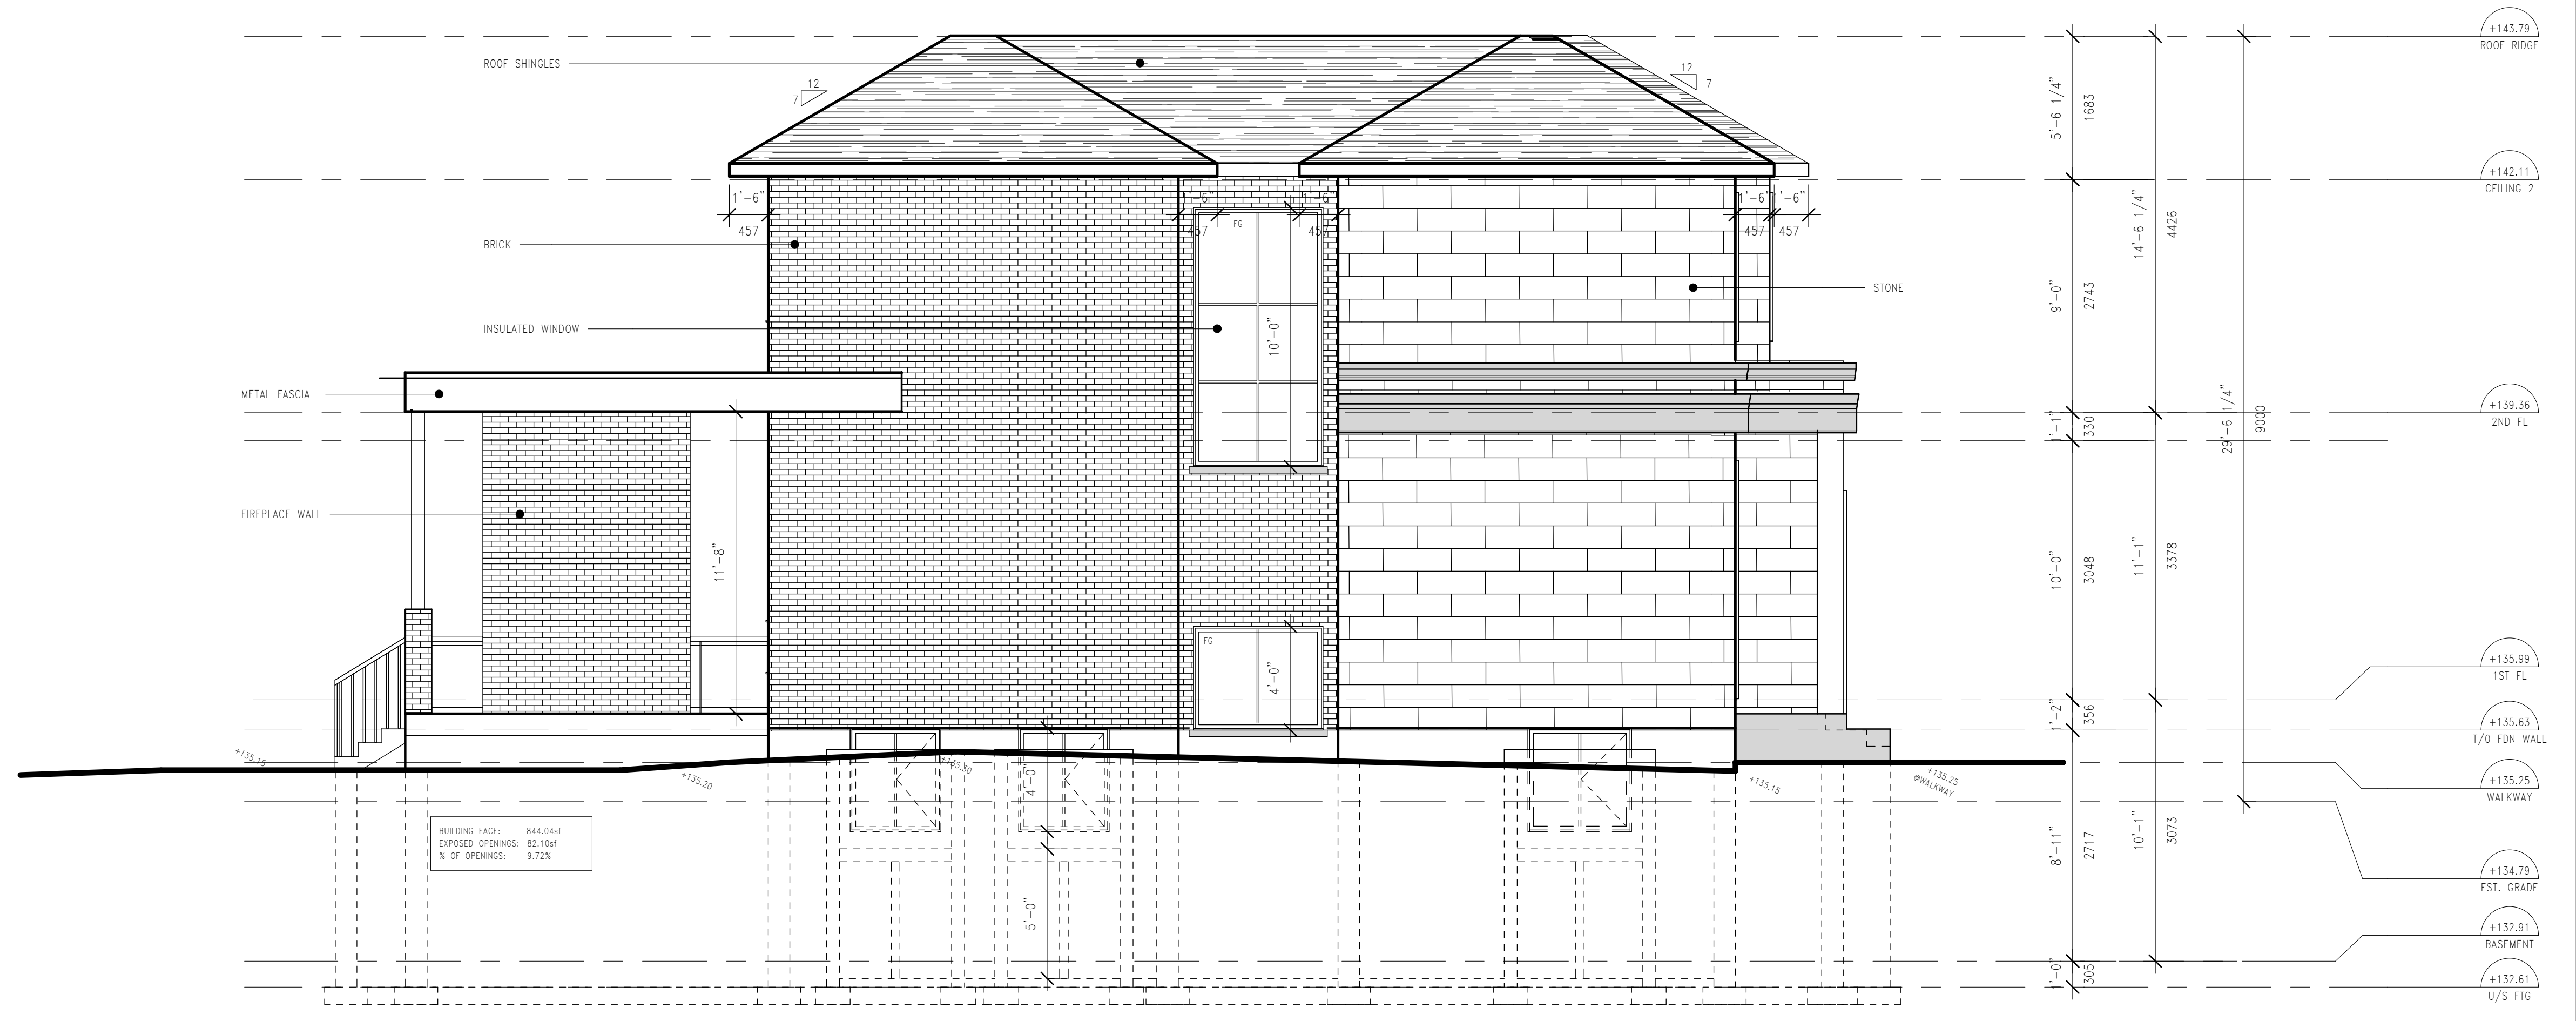 +143.79
ROOF RIDGE
ROOF SHINGLES
12
7
12
7
5'-6 1/4"
1683
+142.11
CEILING 2
1'-6"
457
1'-6"
457
1'-6"
457
1'-6"
457
1'-6"
457
FG
BRICK
14'-6 1/4"
4426
STONE
9'-0"
2743
INSULATED WINDOW
10'-0"
METAL FASCIA
+139.36
2ND FL
1'-1"
330
29'-6 1/4"
9000
FIREPLACE WALL
11'-8"
10'-0"
3048
11'-1"
3378
FG
4'-0"
+135.99
1ST FL
1'-2"
356
+135.63
T/O FDN WALL
+135.15
+135.20
+135.30
4'-0"
+135.15
+135.25
@WALKWAY
+135.25
WALKWAY
BUILDING FACE: 844.04sf
EXPOSED OPENINGS: 82.10sf
% OF OPENINGS: 9.72%
8'-11"
2717
10'-1"
3073
+134.79
EST. GRADE
5'-0"
+132.91
BASEMENT
1'-0"
305
+132.61
U/S FTG